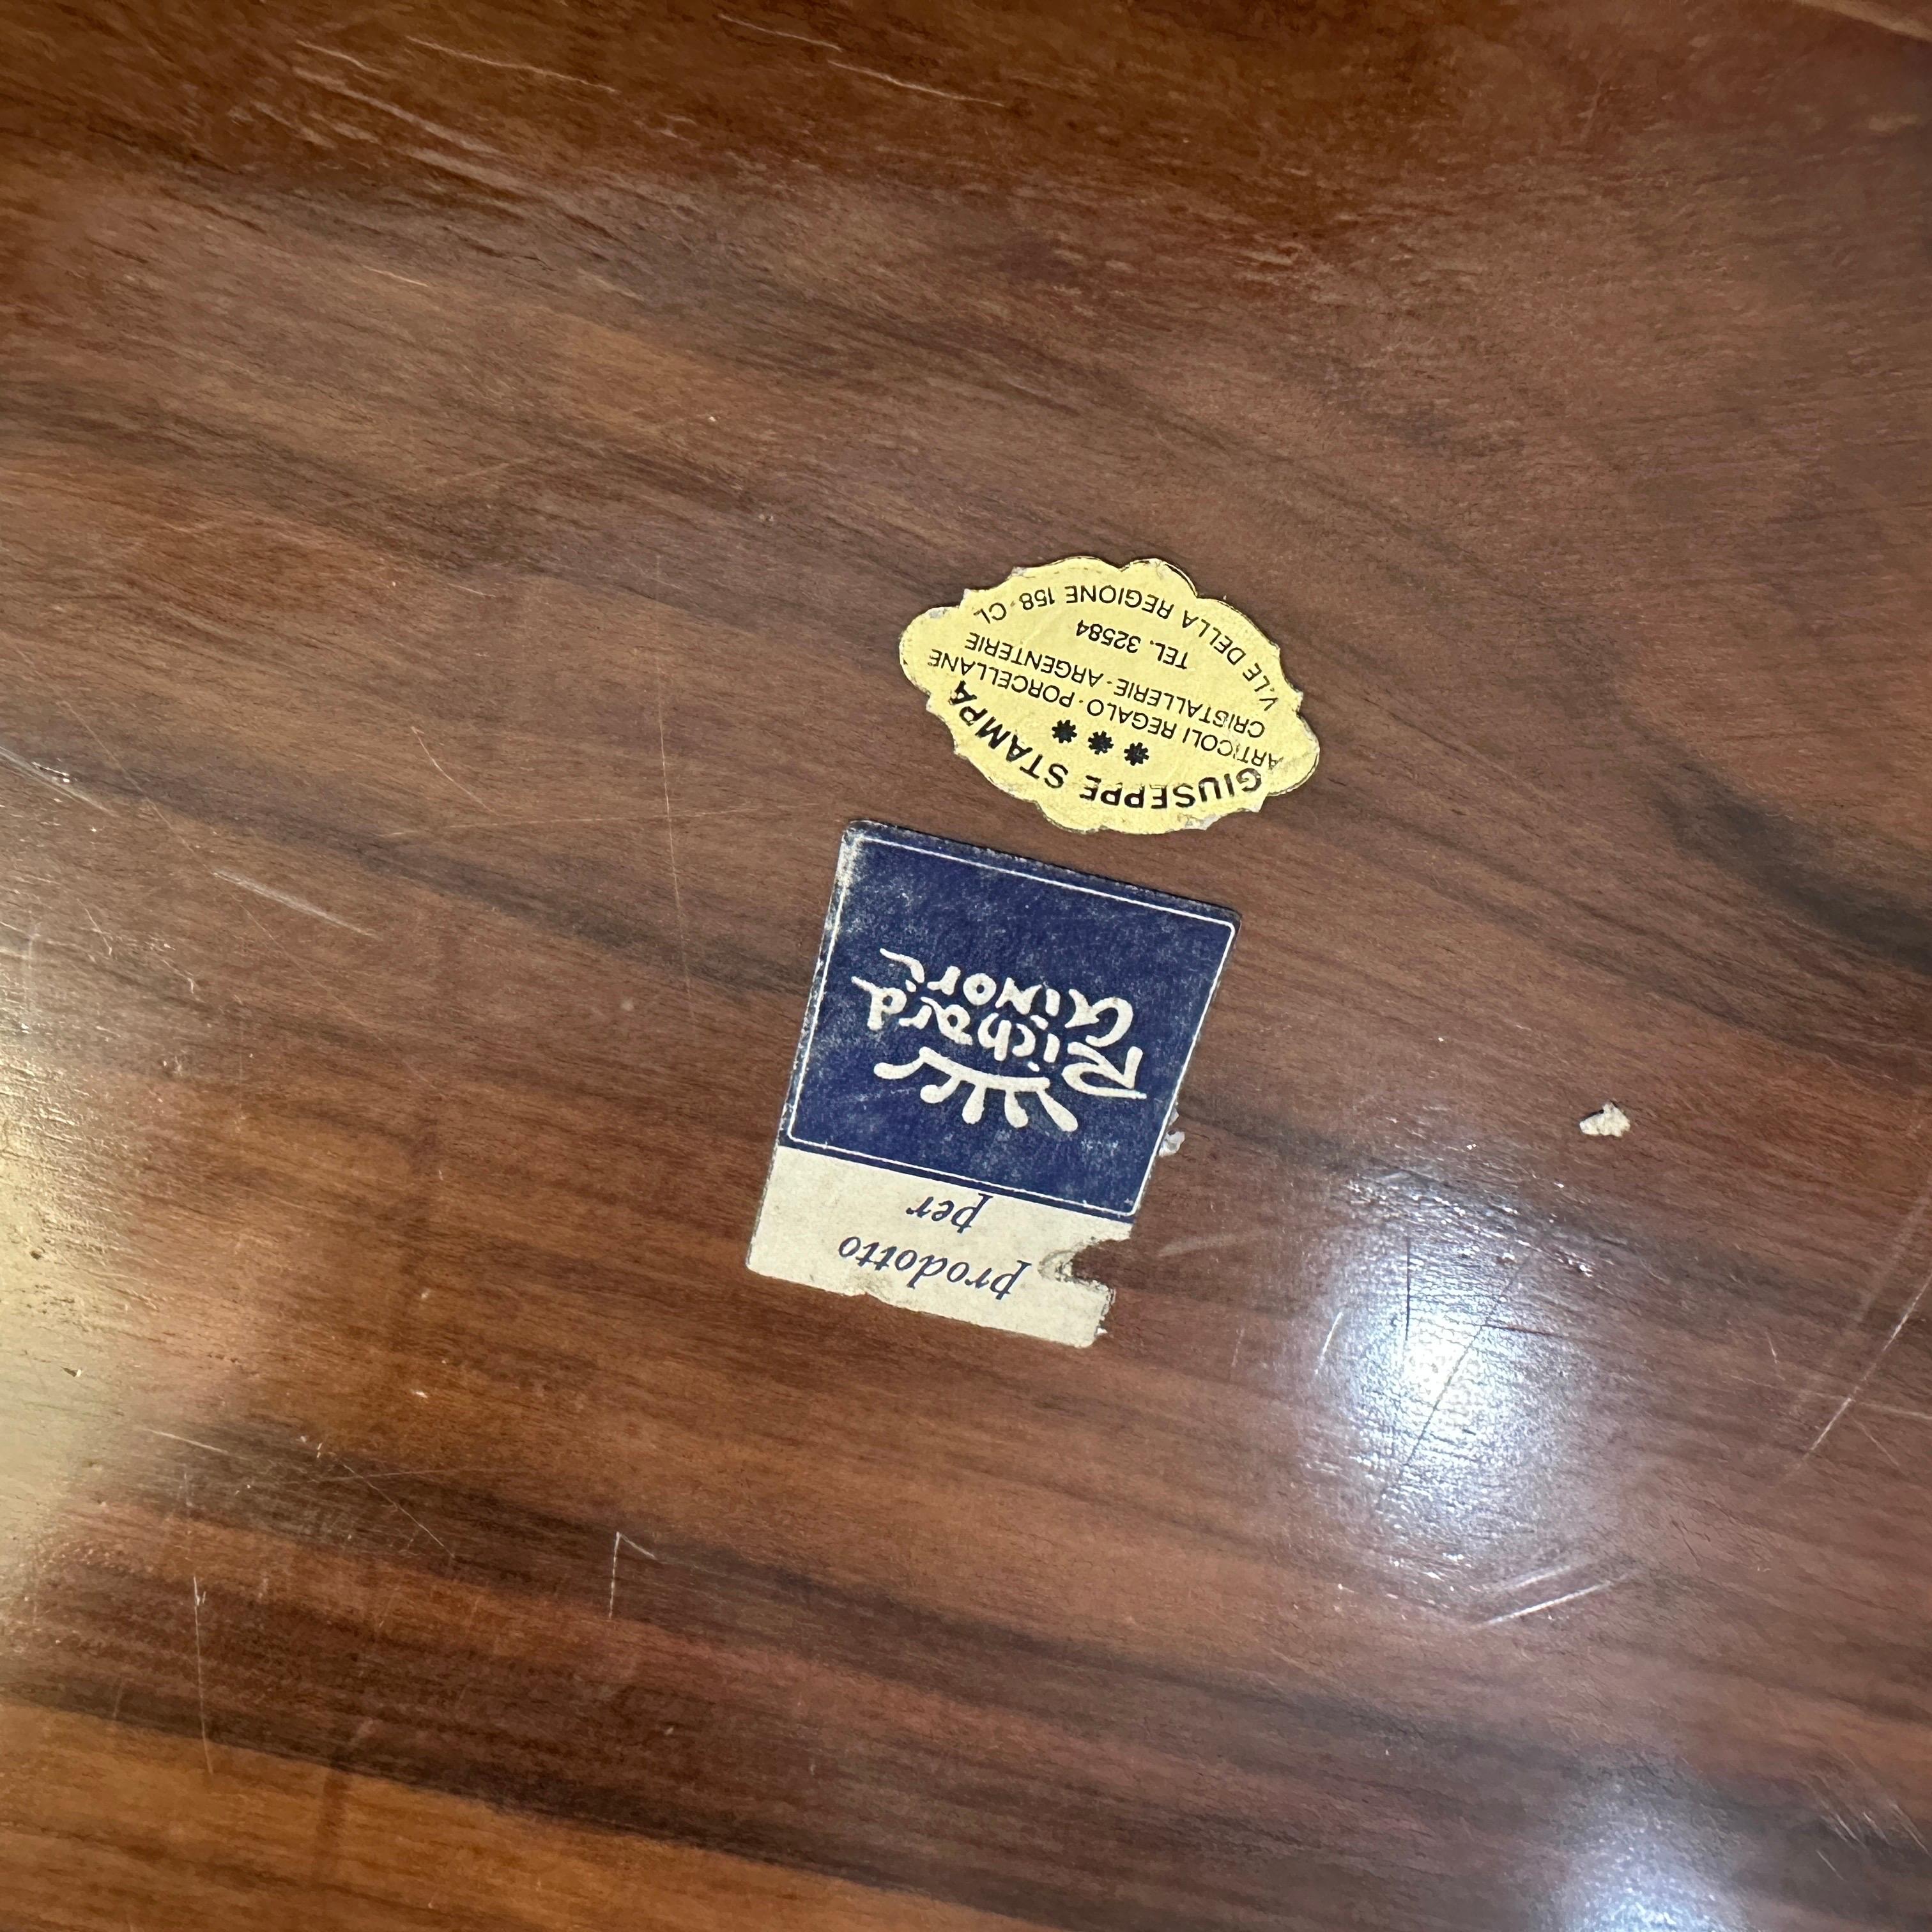 prodotto
per
Richard
Ginori
GIUSEPPE STAMPA
ARTICOLI REGALO - PORCELLANE
CRISTALLERIE - ARGENTERIE
TEL. 32584
V.LE DELLA REGIONE 158 - CL